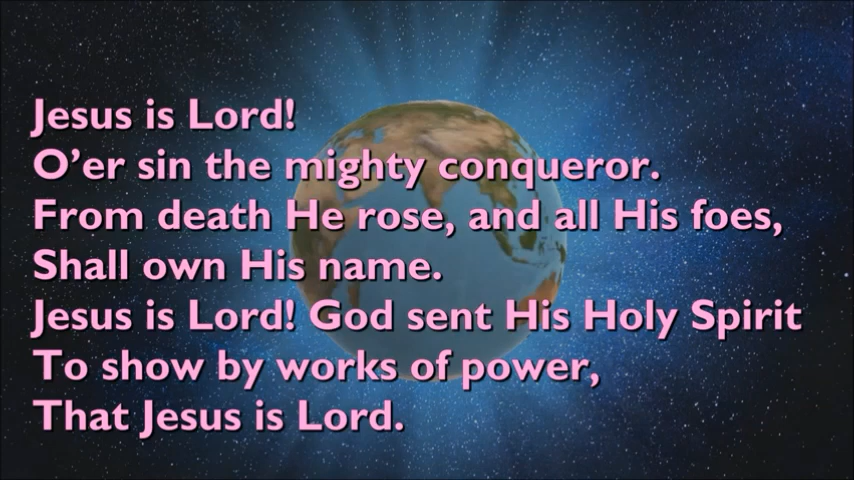 Jesus is Lord!
O’er sin the mighty conqueror.
From death He rose, and all His foes,
Shall own His name.
Jesus is Lord! God sent His Holy Spirit
To show by works of power,
That Jesus is Lord.